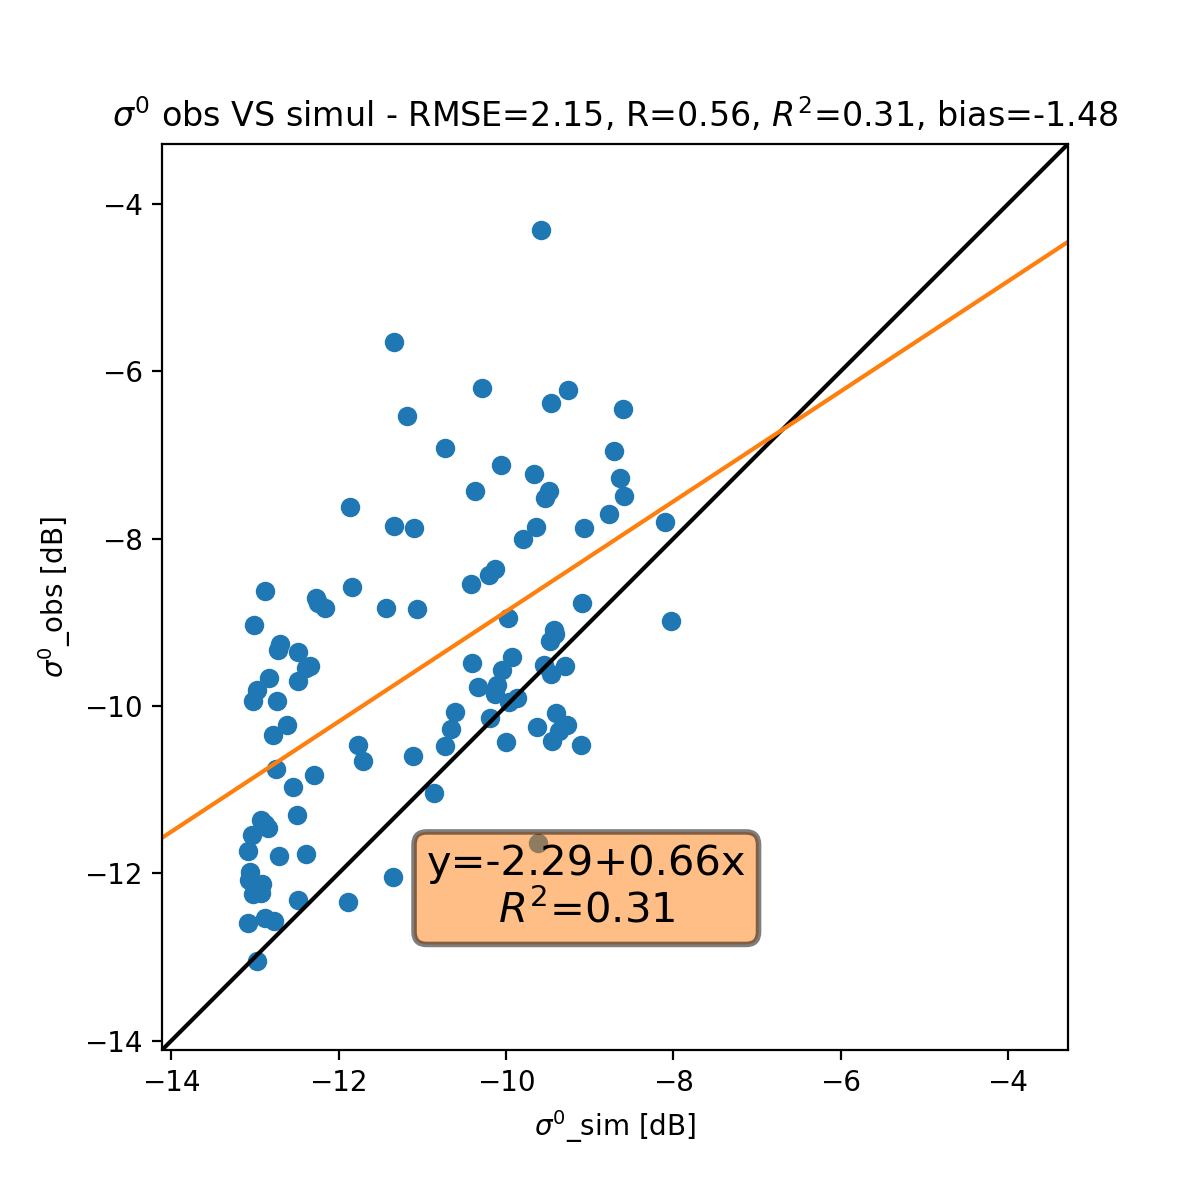 σ⁰ obs VS simul - RMSE=2.15, R=0.56, R²=0.31, bias=-1.48
−4
−6
−8
−10
−12
−14
σ⁰_obs [dB]
y=-2.29+0.66x
R²=0.31
−14 −12 −10 −8 −6 −4
σ⁰_sim [dB]